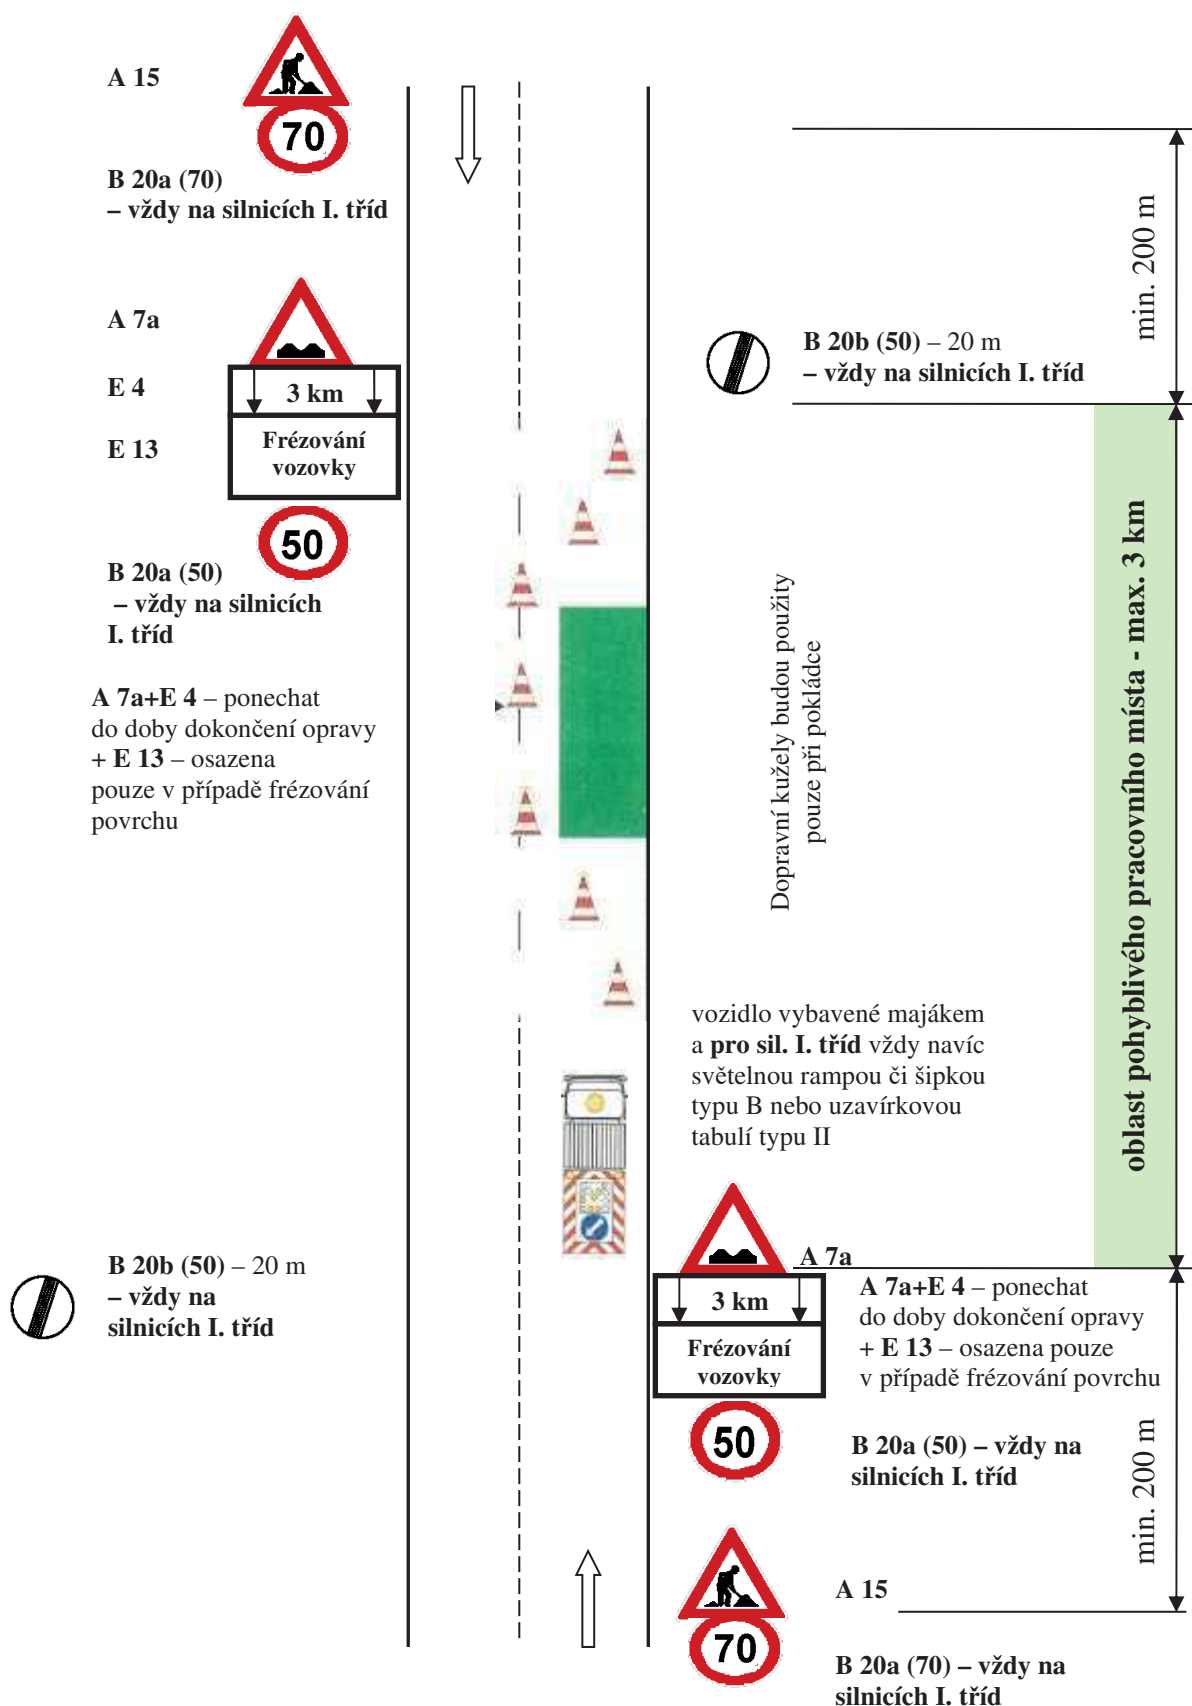 A 15
70
B 20a (70)
– vždy na silnicích I. tříd
A 7a
E 4
3 km
E 13
Frézování
vozovky
50
B 20a (50)
– vždy na silnicích
I. tříd
A 7a+E 4 – ponechat
do doby dokončení opravy
+ E 13 – osazena
pouze v případě frézování
povrchu
B 20b (50) – 20 m
– vždy na
silnicích I. tříd
min. 200 m
B 20b (50) – 20 m
– vždy na silnicích I. tříd
Dopravní kužely budou použity
pouze při pokládce
oblast pohyblivého pracovního místa - max. 3 km
vozidlo vybavené majákem
a pro sil. I. tříd vždy navíc
světelnou rampou či šipkou
typu B nebo uzavírkovou
tabulí typu II
A 7a
3 km
Frézování
vozovky
A 7a+E 4 – ponechat
do doby dokončení opravy
+ E 13 – osazena pouze
v případě frézování povrchu
50
B 20a (50) – vždy na
silnicích I. tříd
min. 200 m
A 15
70
B 20a (70) – vždy na
silnicích I. tříd